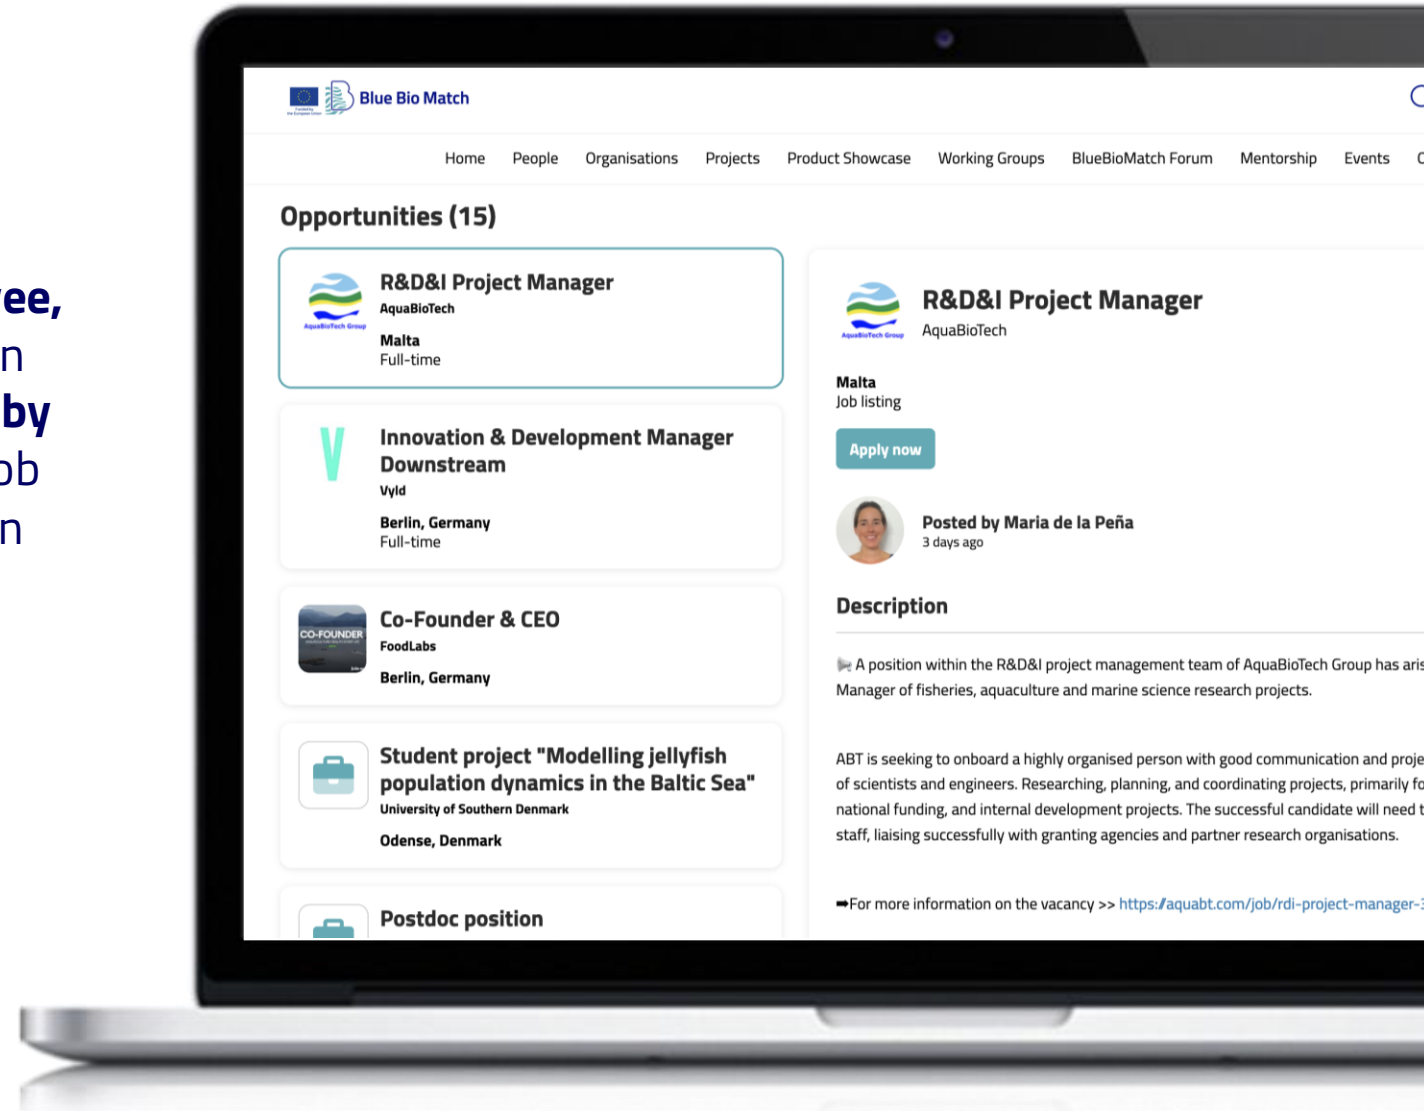 by
Blue Bio Match
Home People Organisations Projects Product Showcase Working Groups BlueBioMatch Forum Mentorship Events
Opportunities (15)
R&D&I Project Manager
AquaBioTech
AquaBioTech Group
Malta
Full-time
Innovation & Development Manager
Downstream
Vyld
Berlin, Germany
Full-time
CO-FOUNDER
Co-Founder & CEO
FoodLabs
Berlin, Germany
Student project "Modelling jellyfish
population dynamics in the Baltic Sea"
University of Southern Denmark
Odense, Denmark
Postdoc position
R&D&I Project Manager
AquaBioTech
AquaBioTech Group
Malta
Job listing
Apply now
Posted by Maria de la Peña
3 days ago
Description
A position within the R&D&I project management team of AquaBioTech Group has
Manager of fisheries, aquaculture and marine science research projects.
ABT is seeking to onboard a highly organised person with good communication and
of scientists and engineers. Researching, planning, and coordinating projects, primarily
national funding, and internal development projects. The successful candidate will need
staff, liaising successfully with granting agencies and partner research organisations.
➡For more information on the vacancy >> https://aquabt.com/job/rdi-project-manager-